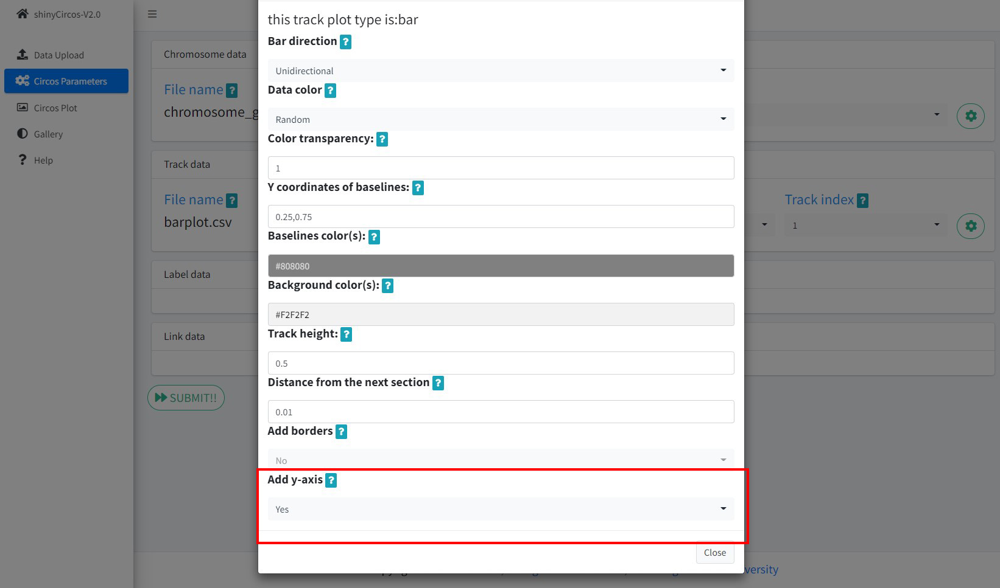 shinyCircos-V2.0
Data Upload
Circos Parameters
Circos Plot
Gallery
Help
Chromosome data
File name ?
chromosome_g
Track data
File name ?
barplot.csv
Track index ?
1
Label data
Link data
SUBMIT!!
this track plot type is:bar
Bar direction ?
Unidirectional
Data color ?
Random
Color transparency: ?
1
Y coordinates of baselines: ?
0.25,0.75
Baselines color(s): ?
#808080
Background color(s): ?
#F2F2F2
Track height: ?
0.5
Distance from the next section ?
0.01
Add borders ?
No
Add y-axis ?
Yes
Close
versity